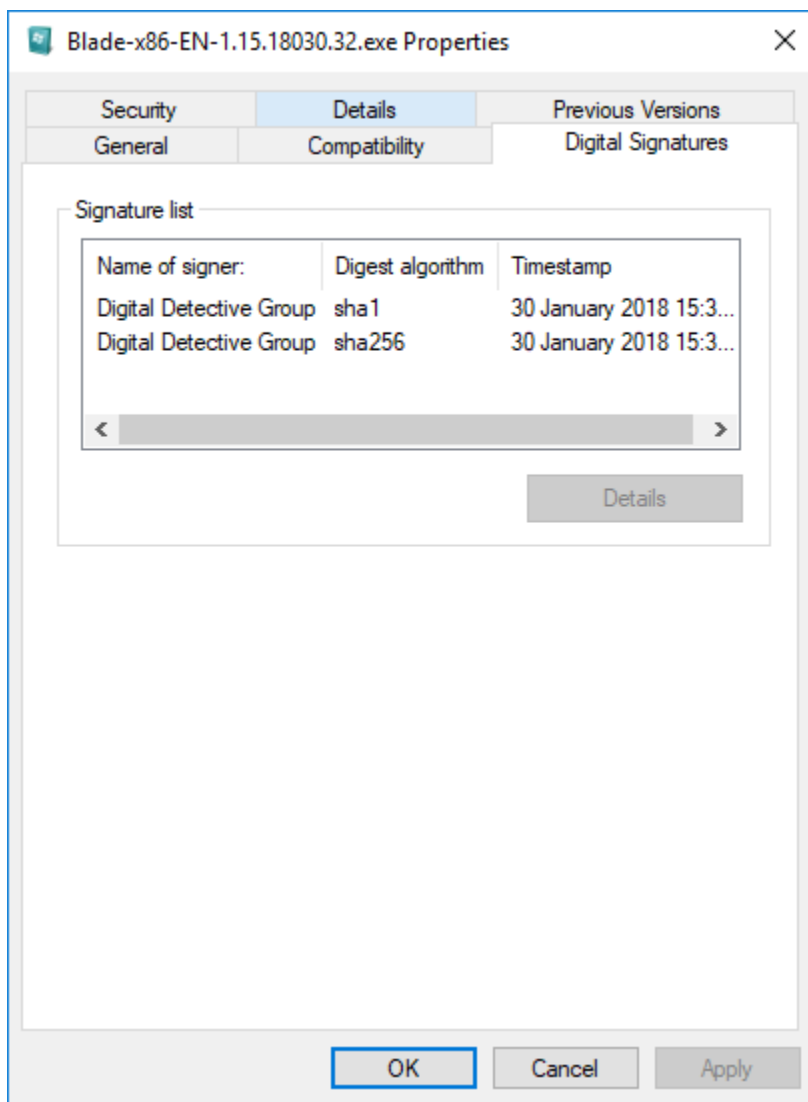 Blade-x86-EN-1.15.18030.32.exe Properties
Security Details Previous Versions
General Compatibility Digital Signatures
Signature list
Name of signer: Digest algorithm Timestamp
Digital Detective Group sha1 30 January 2018 15:3...
Digital Detective Group sha256 30 January 2018 15:3...
Details
OK Cancel Apply